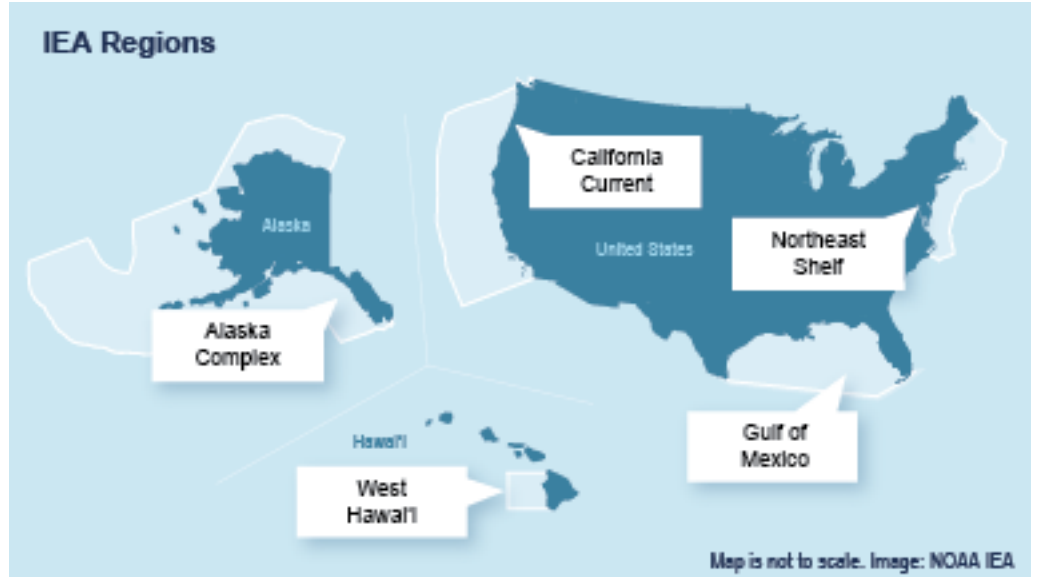 IEA Regions
California
Current
Alaska
United States
Northeast
Shelf
Alaska
Complex
Gulf of
Mexico
Hawai'i
West
Hawai'i
Map is not to scale. Image: NOAA IEA